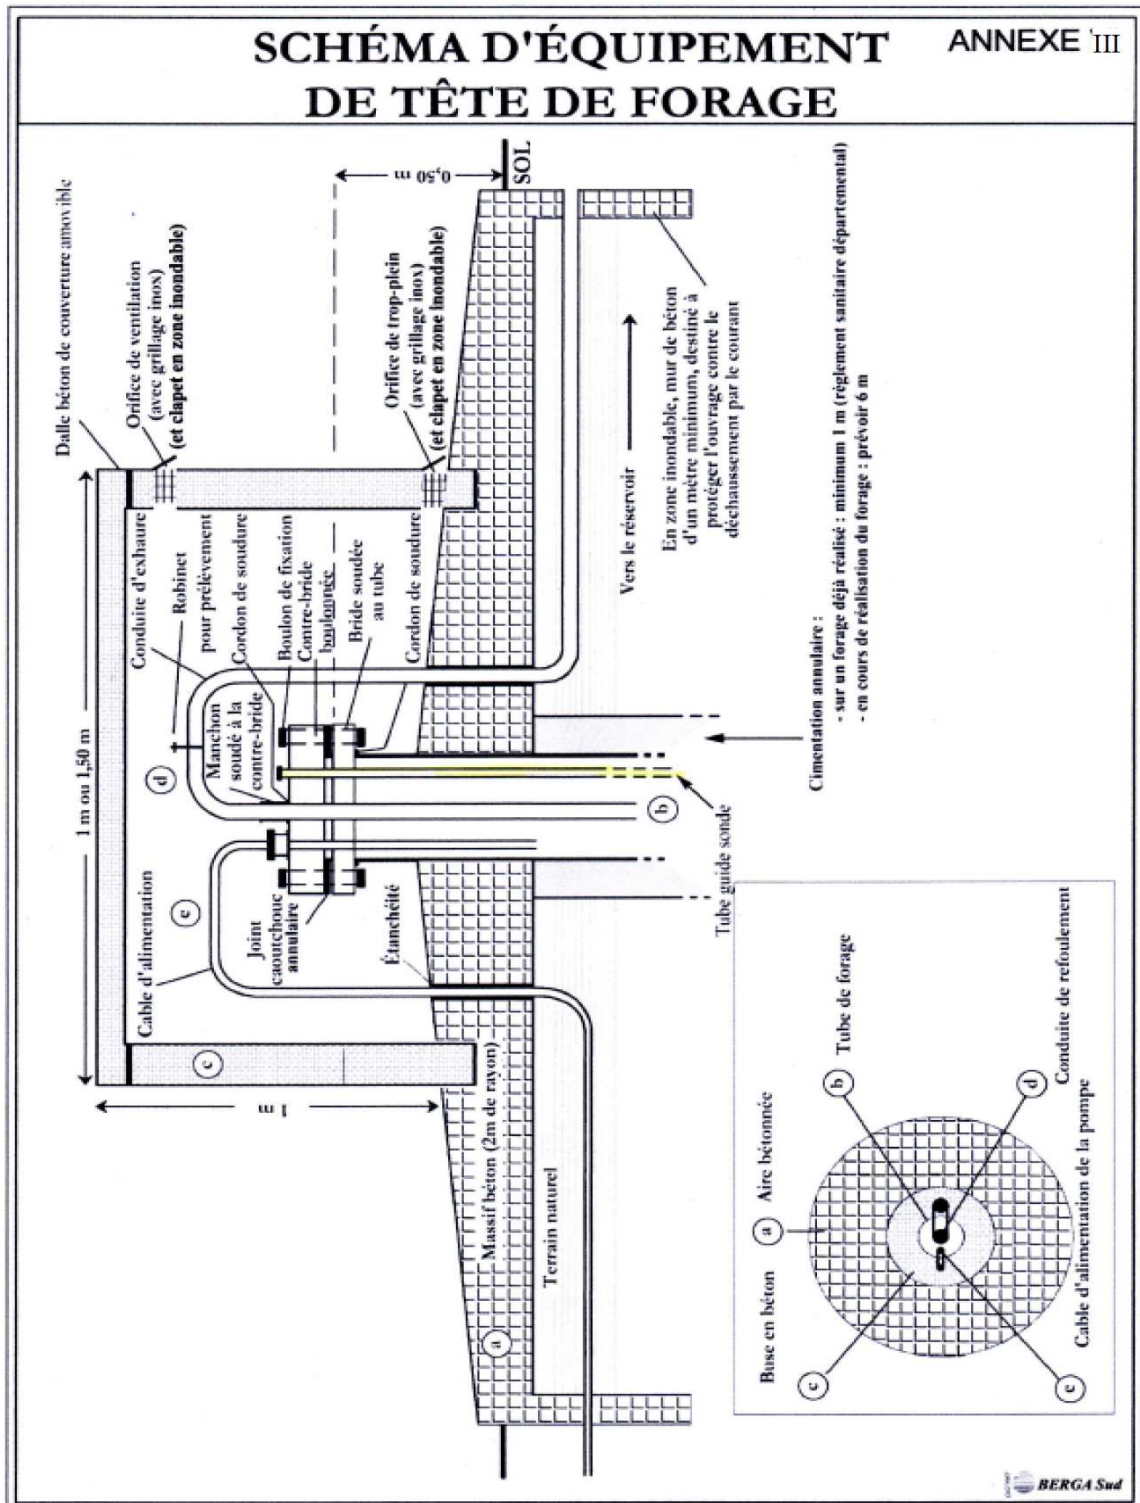 SCHÉMA D'ÉQUIPEMENT
DE TÊTE DE FORAGE
ANNEXE III
Dalle béton de couverture amovible
1 m ou 1,50 m
Orifice de ventilation
(avec grillage inox)
(et clapet en zone inondable)
0,50 m
SOL
Orifice de trop-plein
(avec grillage inox)
(et clapet en zone inondable)
Conduite d'exhaure
Robinet
pour prélèvement
Cordon de soudure
Boulon de fixation
Contre-bride
boulonnée
Bride soudée
au tube
Cordon de soudure
d
Manchon
soudé à la
contre-bride
Cable d'alimentation
e
Joint
caoutchouc
annulaire
Étanchéité
c
1 m
Massif béton (2m de rayon)
a
Terrain naturel
b
Tube guide sonde
Vers le réservoir
En zone inondable, mur de béton
d'un mètre minimum, destiné à
protéger l'ouvrage contre le
déchaussement par le courant
Cimentation annulaire :
- sur un forage déjà réalisé : minimum 1 m (réglement sanitaire départemental)
- en cours de réalisation du forage : prévoir 6 m
Buse en béton
c
a
Aire bétonnée
b
Tube de forage
d
Conduite de refoulement
e
Cable d'alimentation de la pompe
BERGA Sud